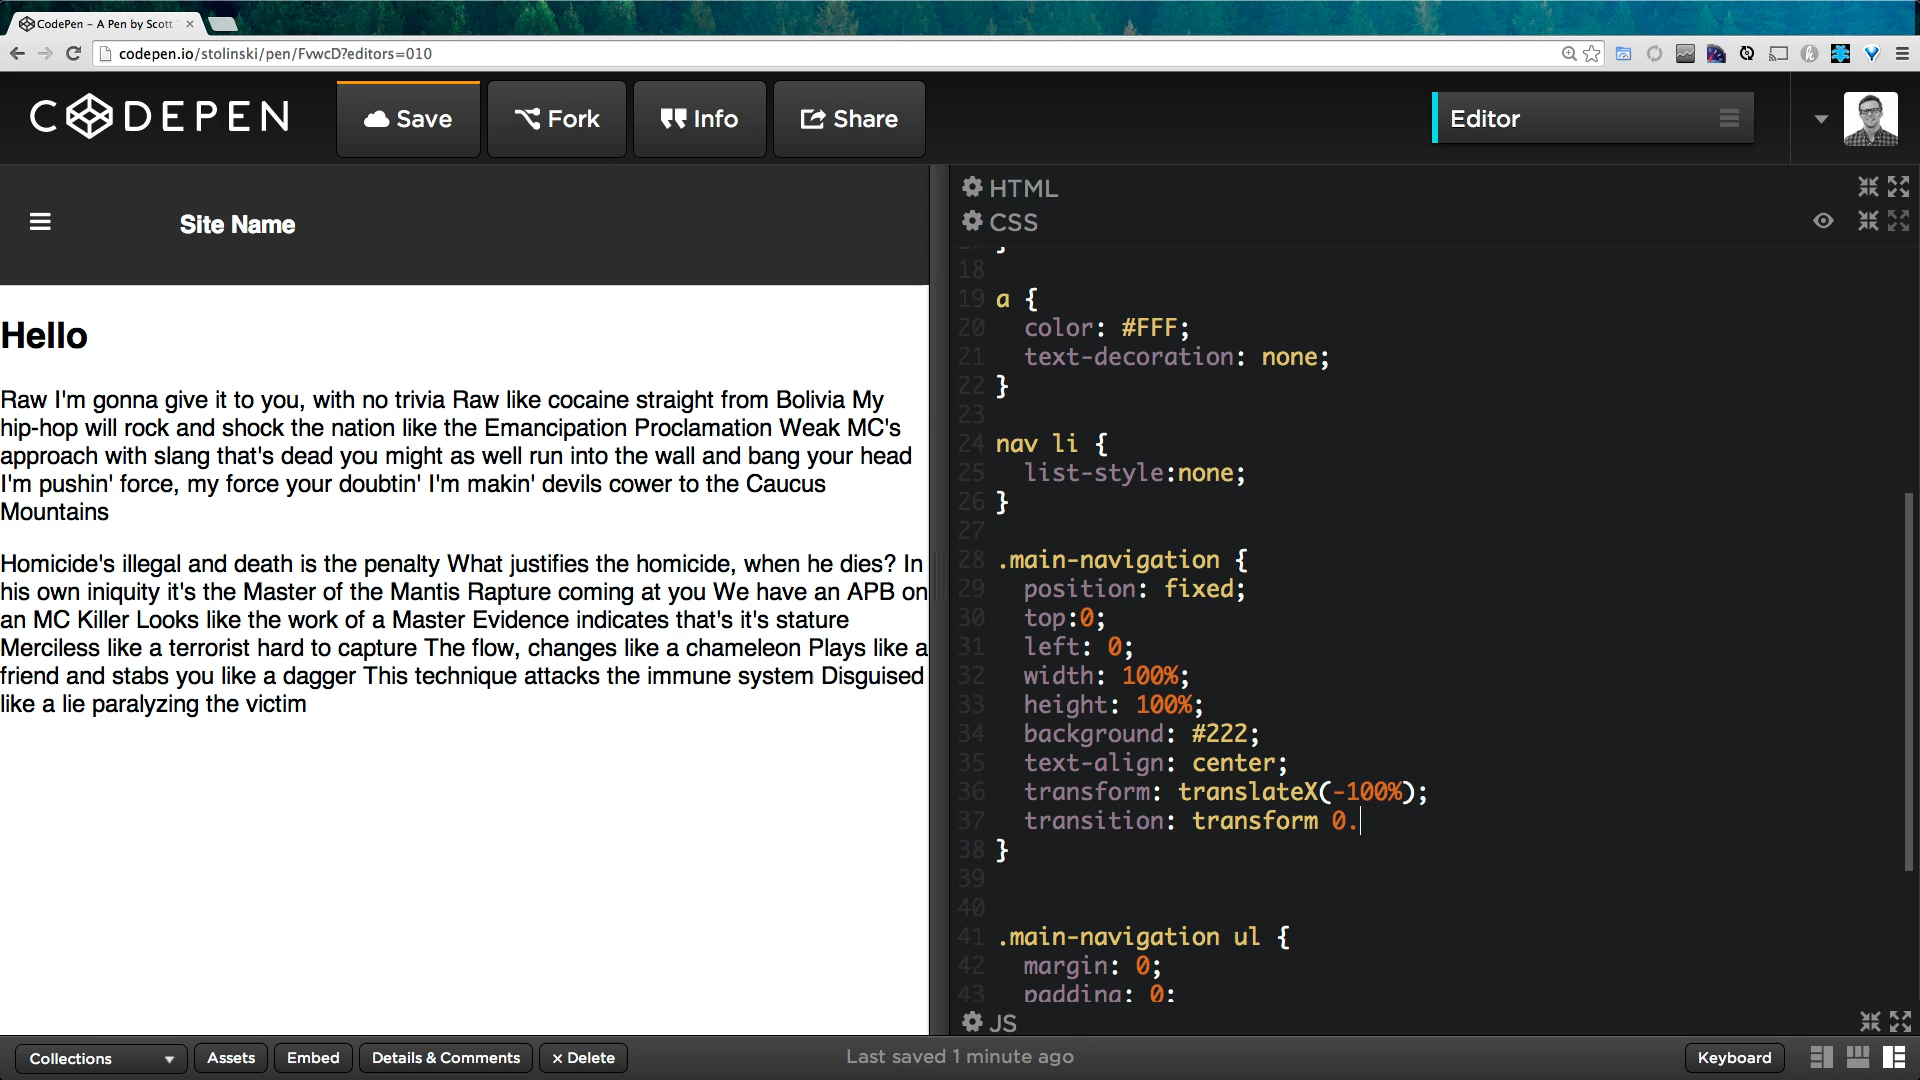 CodePen - A Pen by Scott
codepen.io/stolinski/pen/FvwcD?editors=010
CODEPEN
Save
Fork
Info
Share
Editor
Site Name
Hello
Raw I'm gonna give it to you, with no trivia Raw like cocaine straight from Bolivia My
hip-hop will rock and shock the nation like the Emancipation Proclamation Weak MC's
approach with slang that's dead you might as well run into the wall and bang your head
I'm pushin' force, my force your doubtin' I'm makin' devils cower to the Caucus
Mountains
Homicide's illegal and death is the penalty What justifies the homicide, when he dies? In
his own iniquity it's the Master of the Mantis Rapture coming at you We have an APB on
an MC Killer Looks like the work of a Master Evidence indicates that's it's stature
Merciless like a terrorist hard to capture The flow, changes like a chameleon Plays like a
friend and stabs you like a dagger This technique attacks the immune system Disguised
like a lie paralyzing the victim
HTML
CSS
18
19 a {
20 color: #FFF;
21 text-decoration: none;
22 }
23
24 nav li {
25 list-style:none;
26 }
27
28 .main-navigation {
29 position: fixed;
30 top:0;
31 left: 0;
32 width: 100%;
33 height: 100%;
34 background: #222;
35 text-align: center;
36 transform: translateX(-100%);
37 transition: transform 0.
38 }
39
40
41 .main-navigation ul {
42 margin: 0;
43 padding: 0;
JS
Collections
Assets
Embed
Details & Comments
x Delete
Last saved 1 minute ago
Keyboard